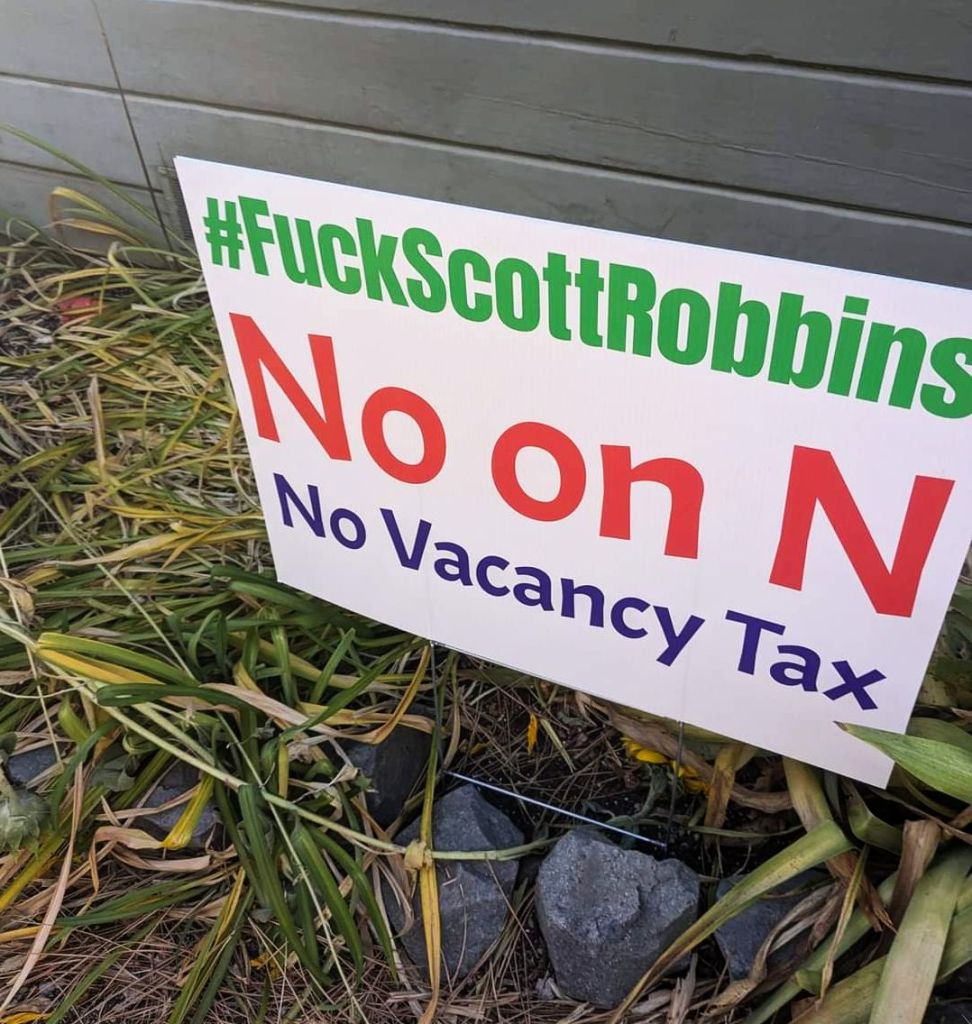 #FuckScottRobbins
No on N
No Vacancy Tax